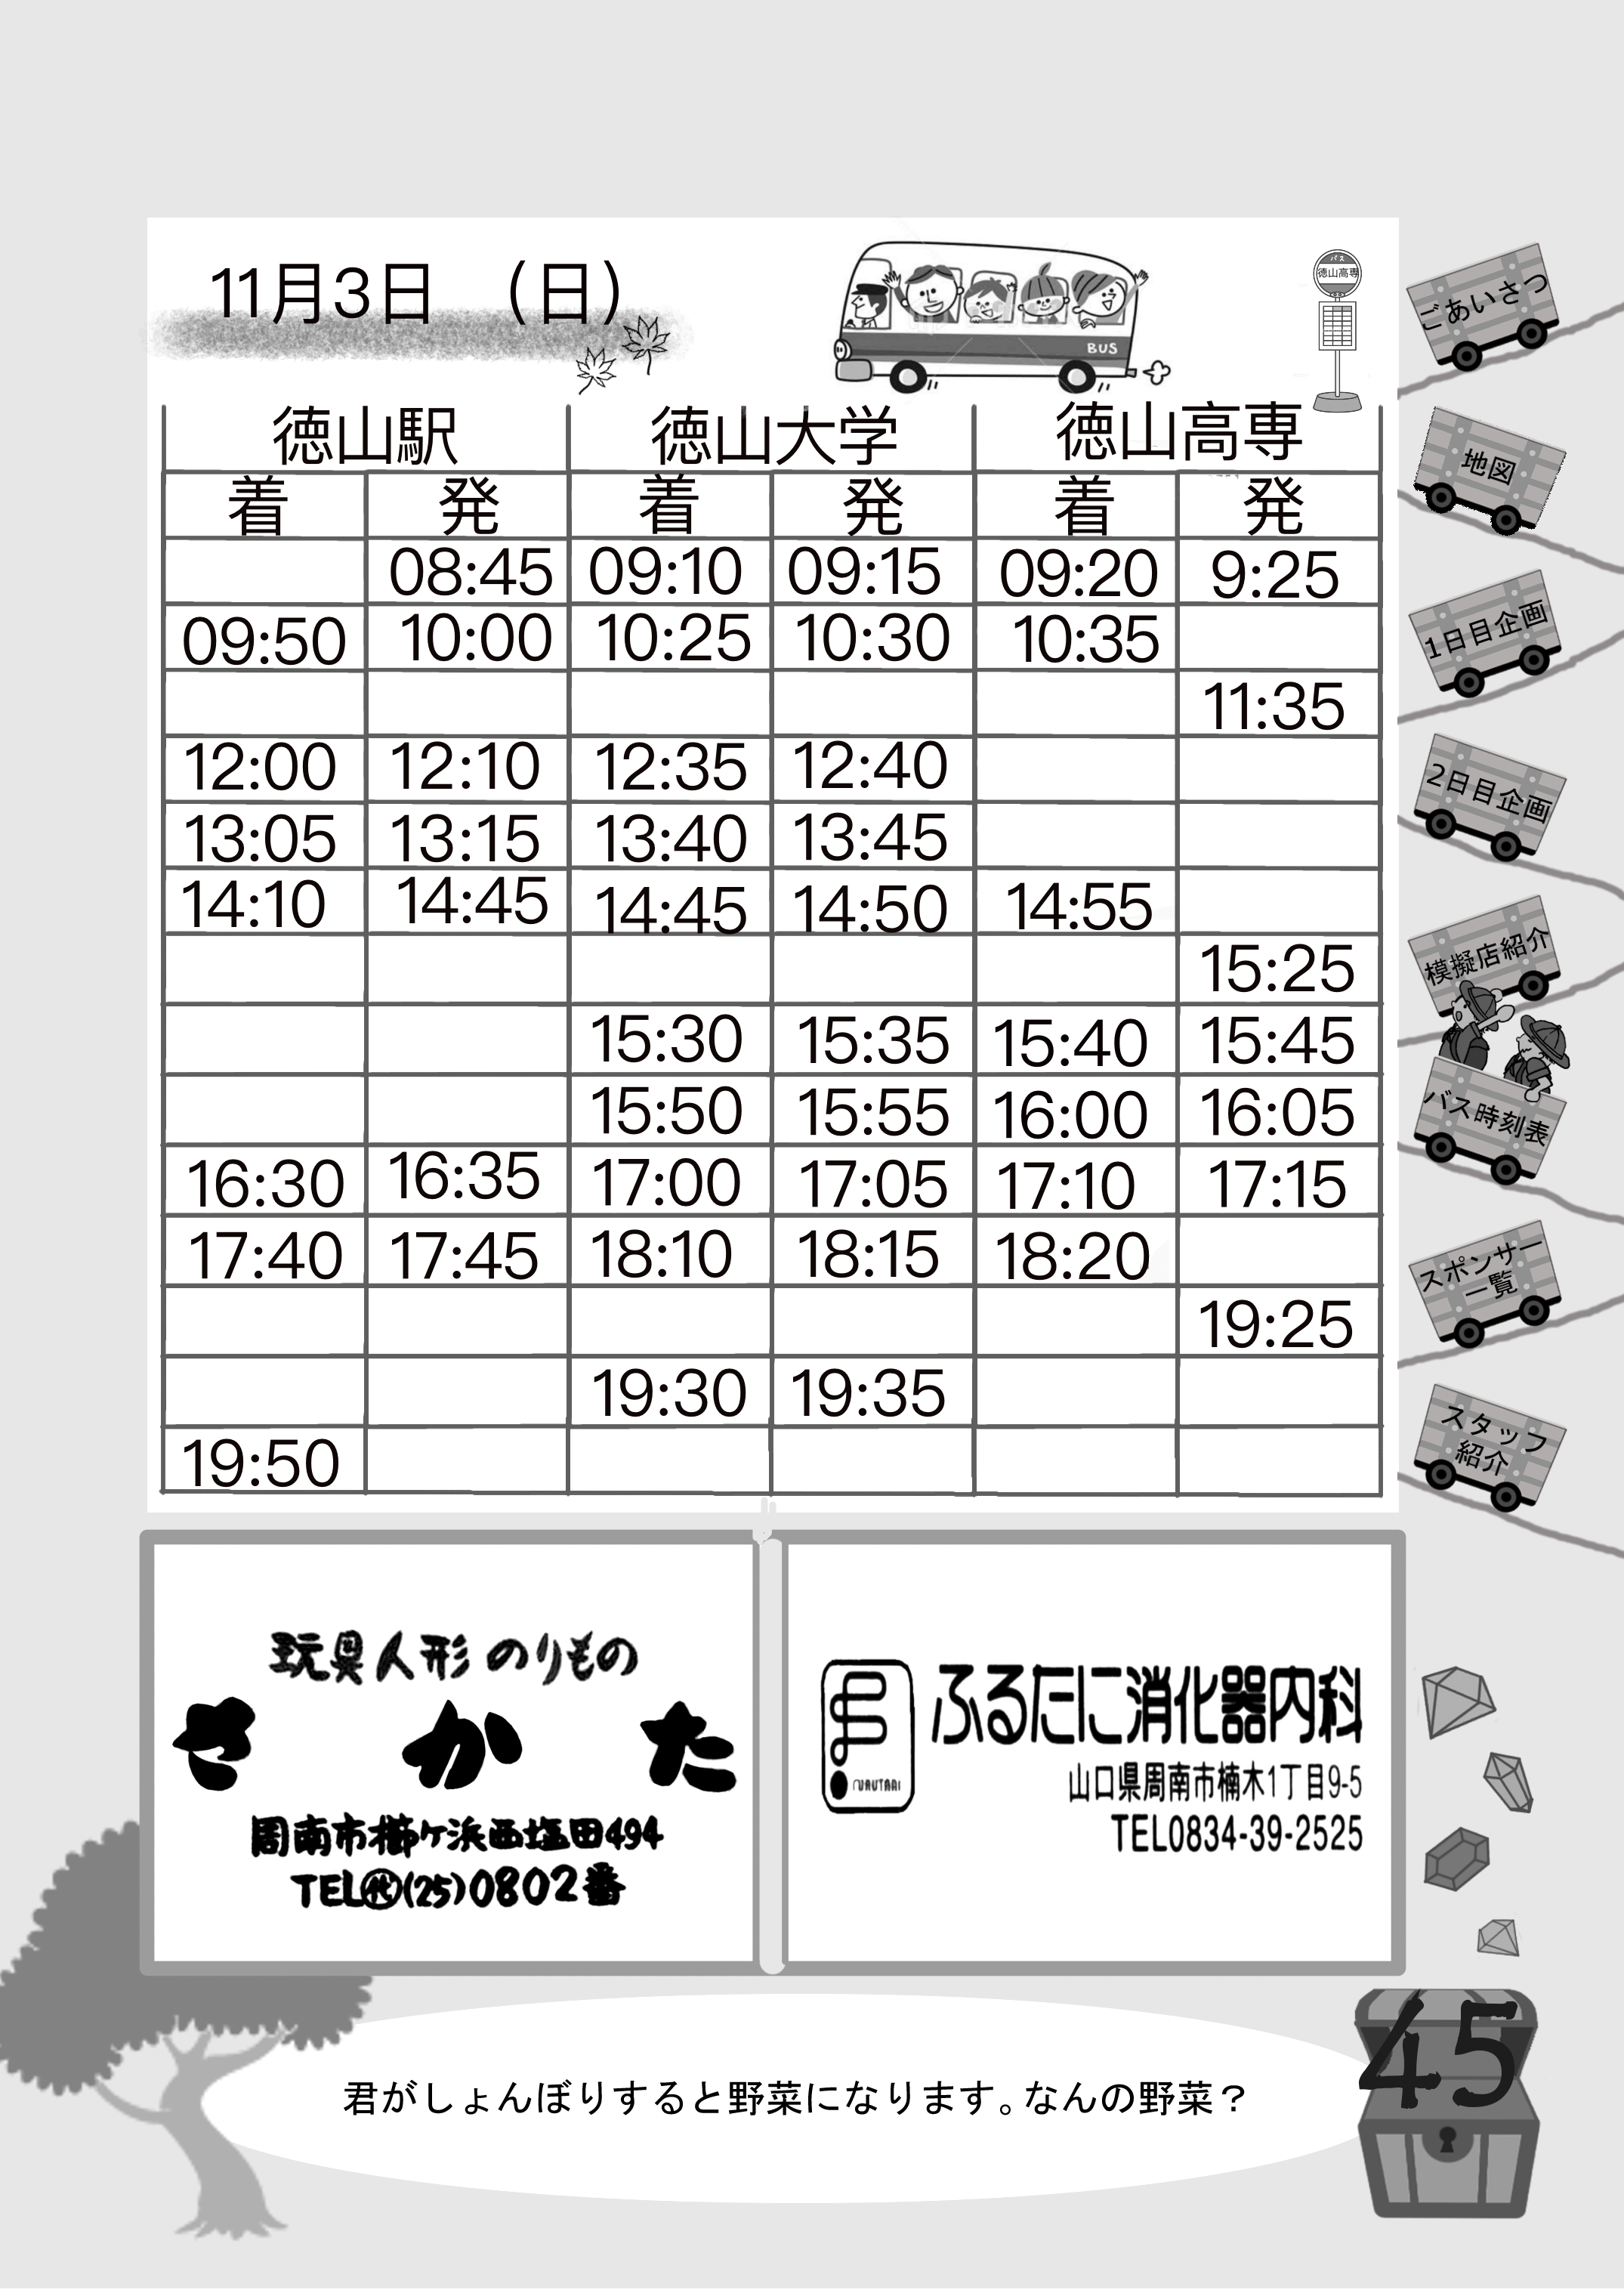 11月3日 （日）
BUS
バス
徳山高専
徳山駅 徳山大学 徳山高専
着 発 着 発 着 発
08:45 09:10 09:15 09:20 9:25
09:50 10:00 10:25 10:30 10:35
11:35
12:00 12:10 12:35 12:40
13:05 13:15 13:40 13:45
14:10 14:45 14:45 14:50 14:55
15:25
15:30 15:35 15:40 15:45
15:50 15:55 16:00 16:05
16:30 16:35 17:00 17:05 17:10 17:15
17:40 17:45 18:10 18:15 18:20
19:25
19:30 19:35
19:50
ごあいさつ
地図
1日目企画
2日目企画
模擬店紹介
バス時刻表
スポンサー
一覧
スタッフ
紹介
玩具人形 のりもの
さかた
周南市櫛ケ浜西塩田494
TEL㈹(25)0802番
FURUTANI
ふるたに消化器内科
山口県周南市楠木1丁目9-5
TEL0834-39-2525
君がしょんぼりすると野菜になります。なんの野菜？
45